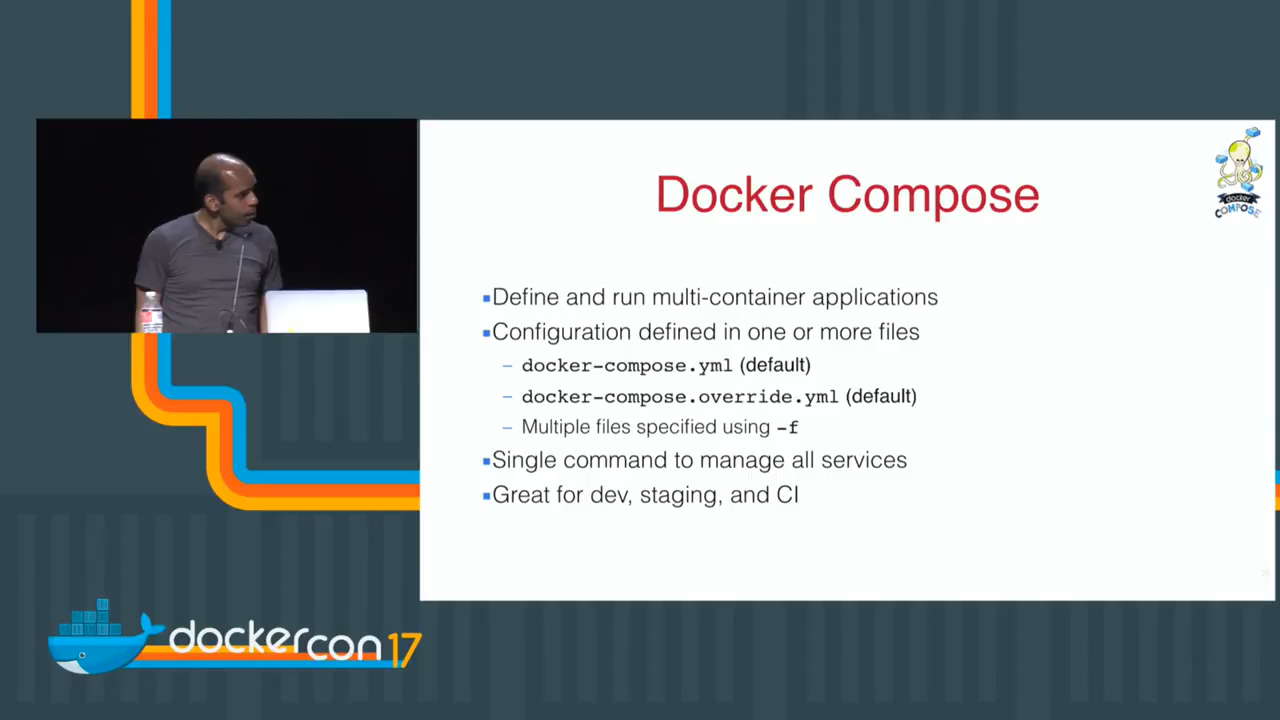 docker
COMPOSE
Docker Compose
▪Define and run multi-container applications
▪Configuration defined in one or more files
– docker-compose.yml (default)
– docker-compose.override.yml (default)
– Multiple files specified using -f
▪Single command to manage all services
▪Great for dev, staging, and CI
dockercon 17